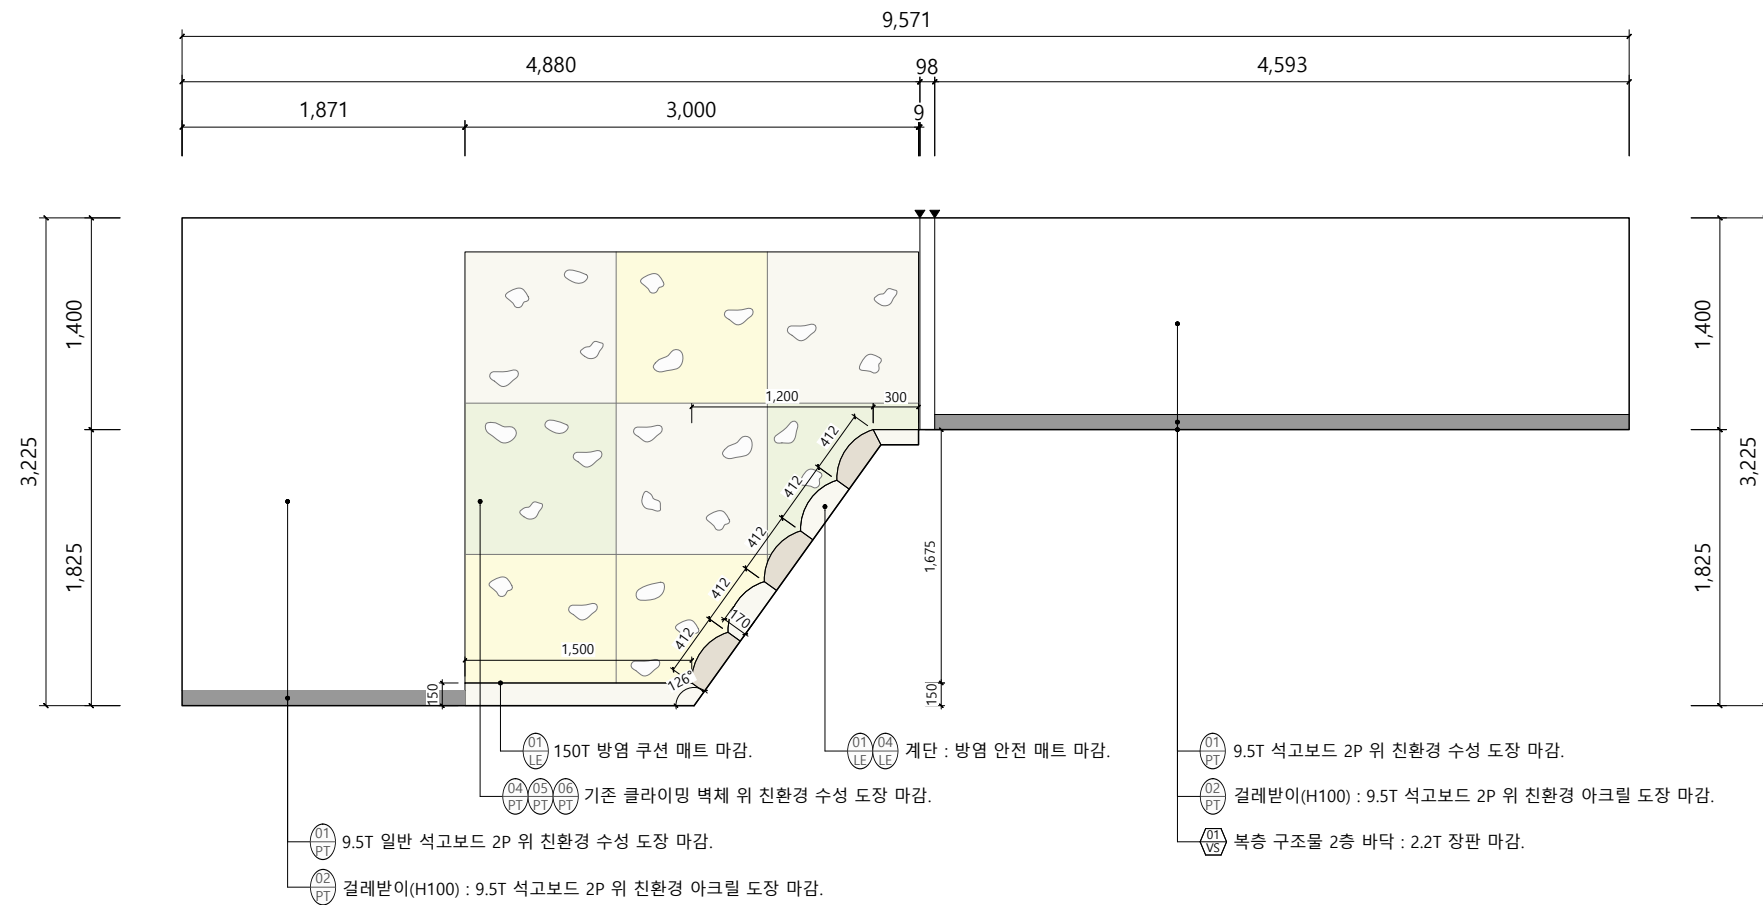 9,571
4,880
98
4,593
1,871
3,000
9
1,400
1,400
1,200
300
3,225
3,225
412
412
412
412
412
1,825
1,675
1,825
170
1,500
126°
150
150
01
LE
150T 방염 쿠션 매트 마감.
01
LE
04
LE
계단 : 방염 안전 매트 마감.
01
PT
9.5T 석고보드 2P 위 친환경 수성 도장 마감.
04
PT
05
PT
06
PT
기존 클라이밍 벽체 위 친환경 수성 도장 마감.
02
PT
걸레받이(H100) : 9.5T 석고보드 2P 위 친환경 아크릴 도장 마감.
01
PT
9.5T 일반 석고보드 2P 위 친환경 수성 도장 마감.
01
VS
복층 구조물 2층 바닥 : 2.2T 장판 마감.
02
PT
걸레받이(H100) : 9.5T 석고보드 2P 위 친환경 아크릴 도장 마감.